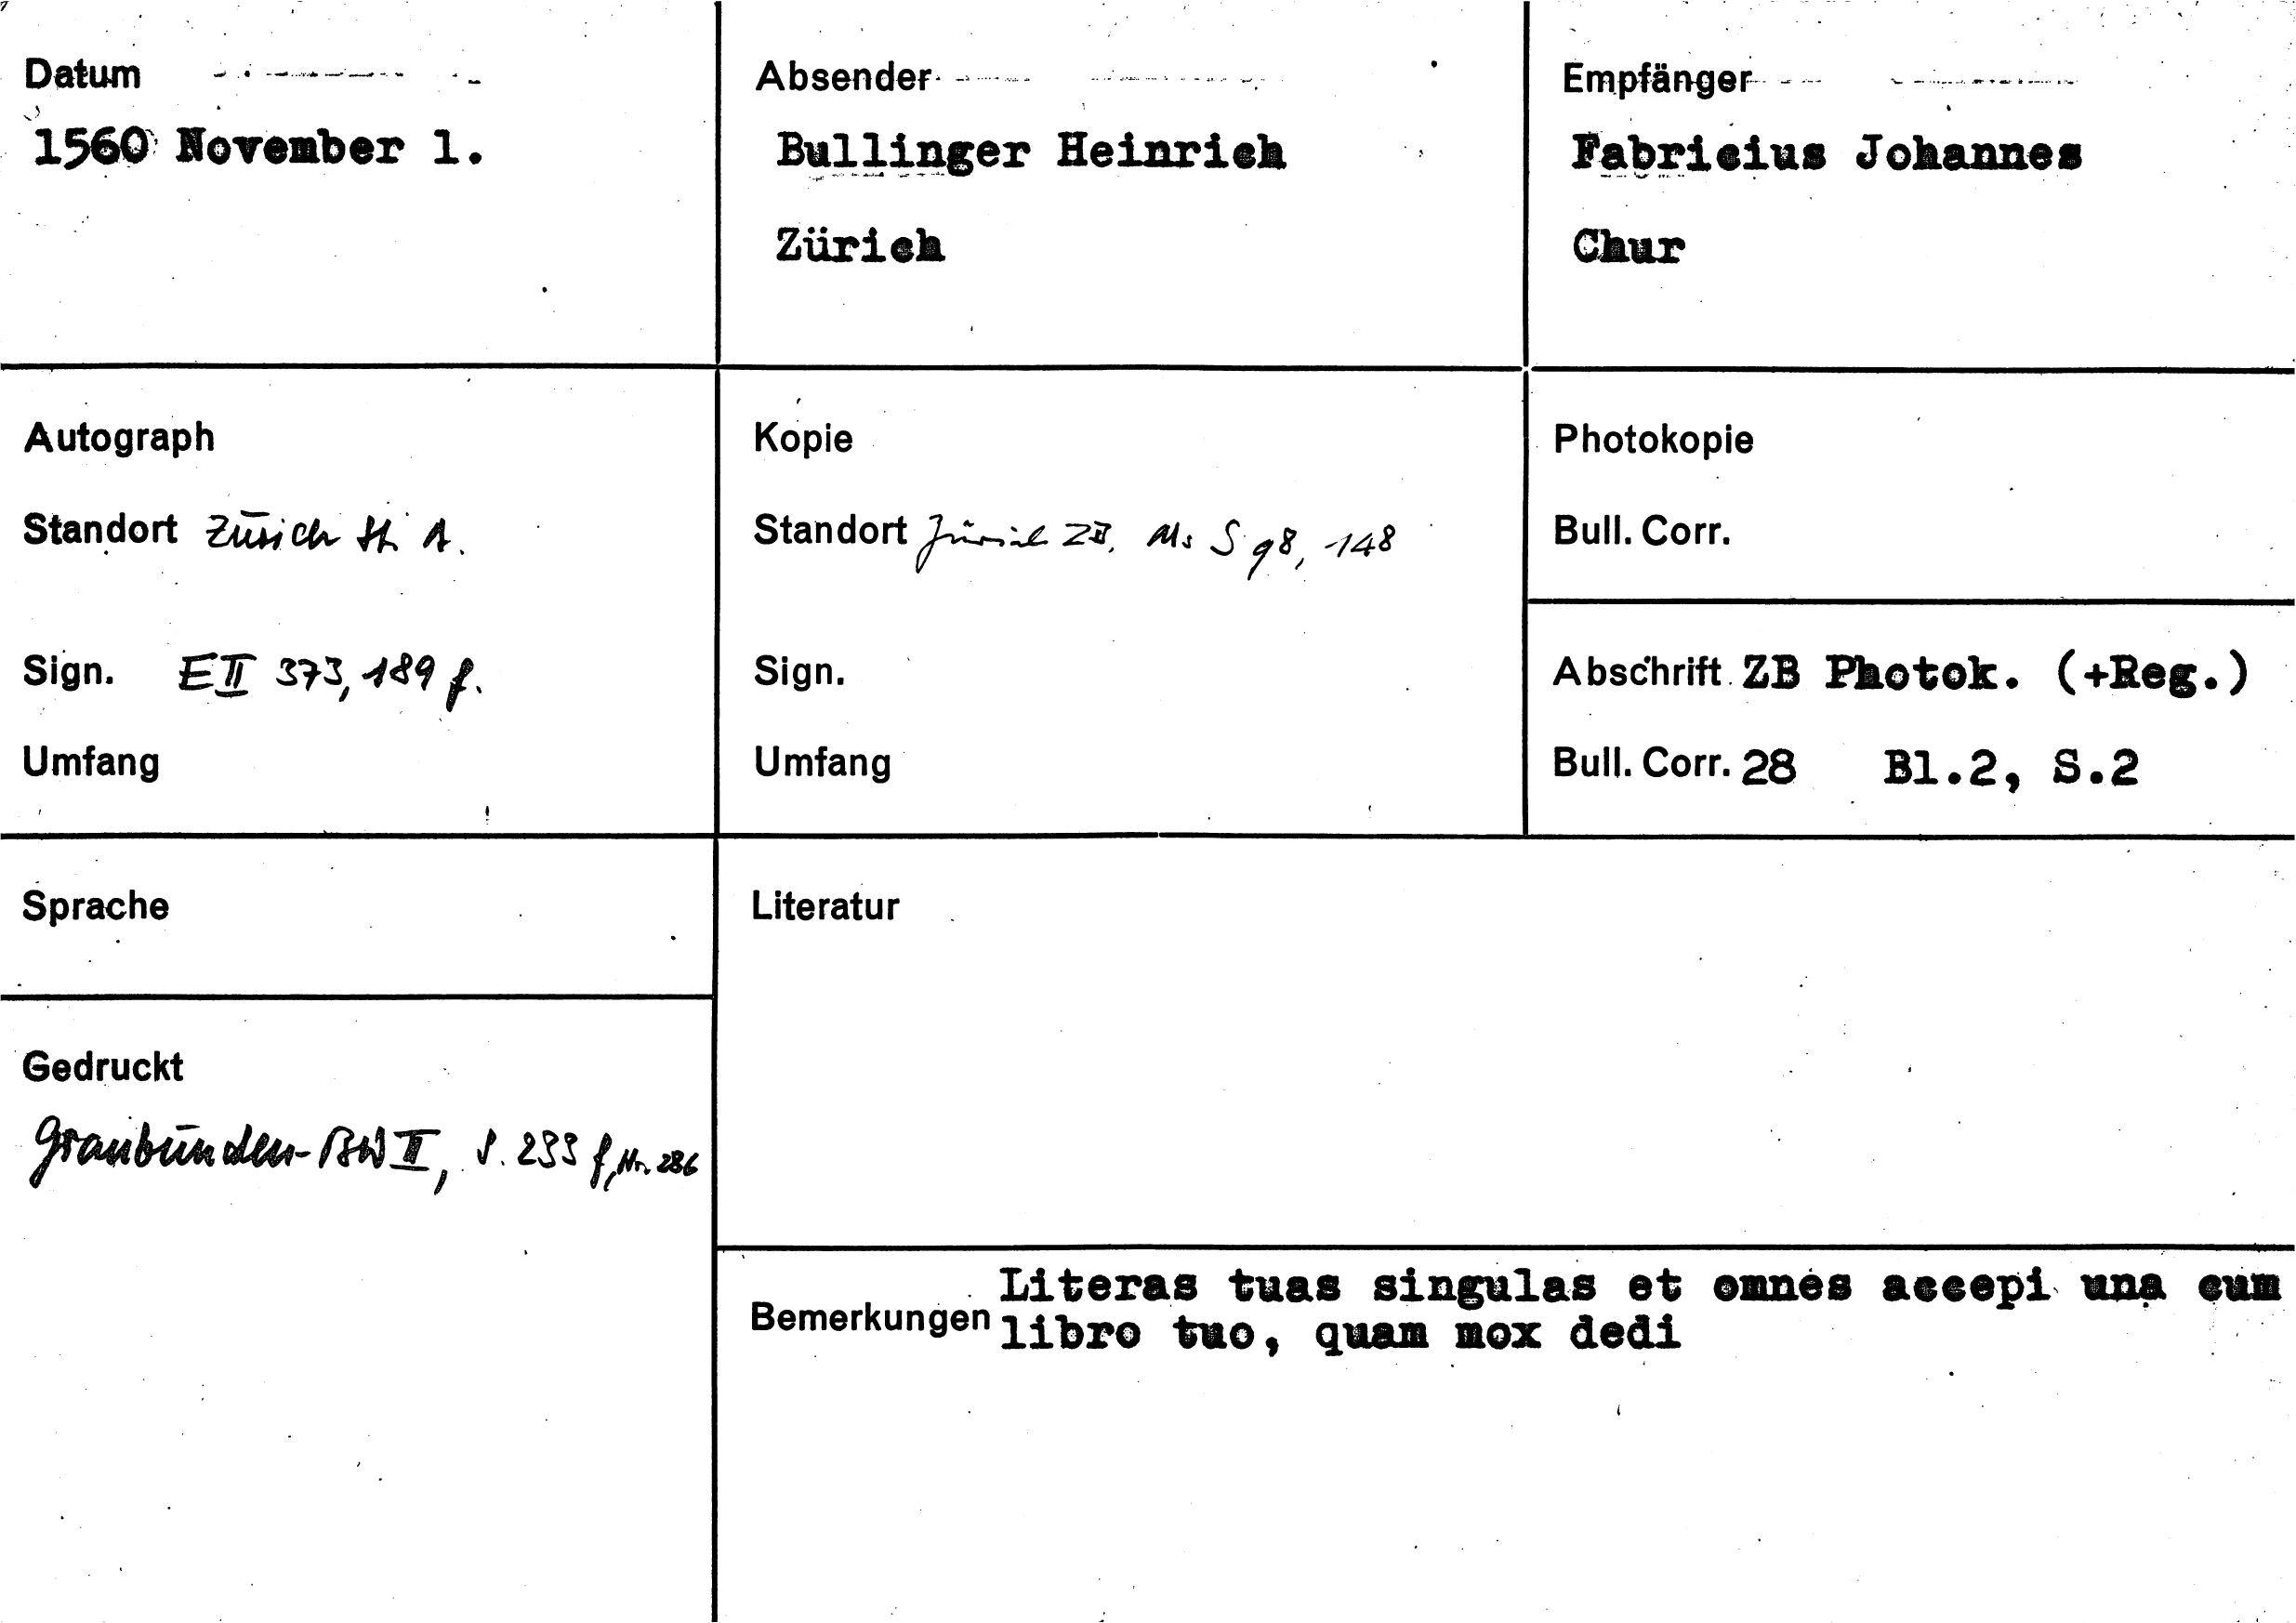 Datum
1560 November 1.
Absender
Bullinger Heinrich
Zürich
Empfänger
Fabricius Johannes
Chur
Autograph
Standort Zürich St. A.
Sign. E II 373, 189 f.
Umfang
Kopie
Standort Zürich ZB, Ms S 98, 148
Sign.
Umfang
Photokopie
Bull. Corr.
Abschrift ZB Photok. (+Reg.)
Bull. Corr. 28 Bl.2, S.2
Sprache
Literatur
Gedruckt
Graubünden-BW II, S. 233 f, Nr. 286
Bemerkungen
Literas tuas singulas et omnes accepi una cum
libro tuo, quam mox dedi